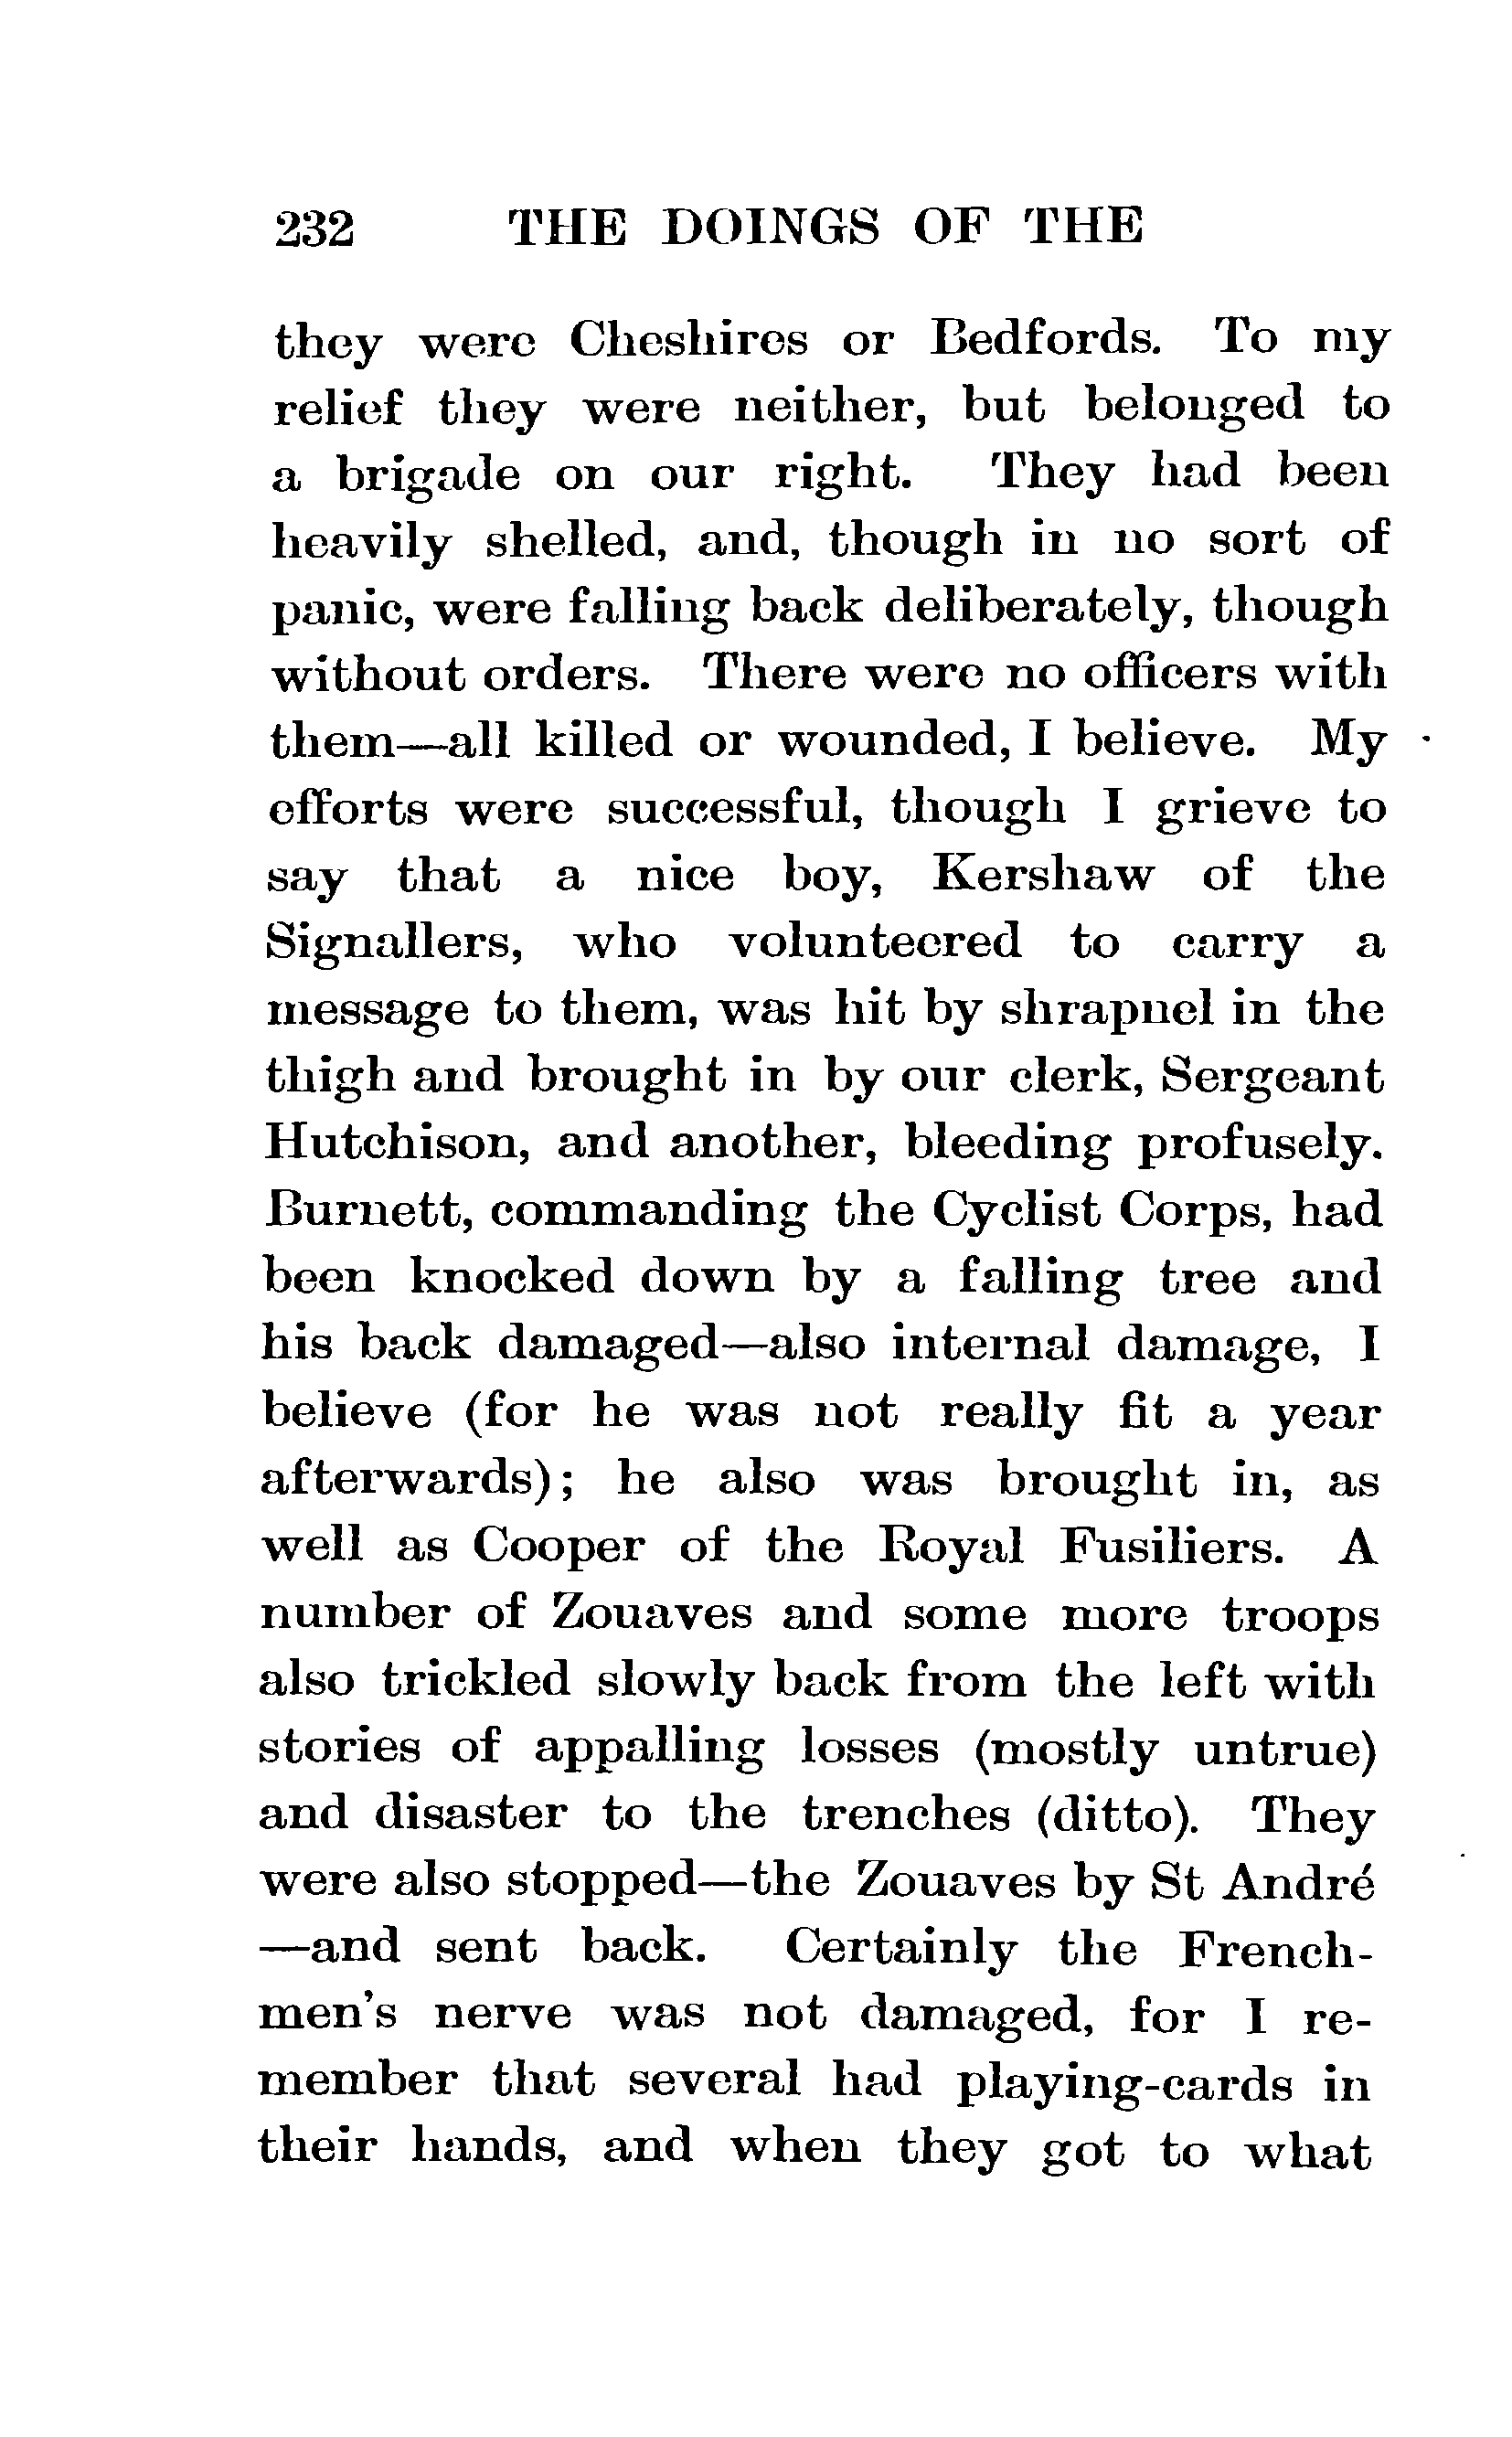 232 THE DOINGS OF THE
they were Cheshires or Bedfords. To my
relief they were neither, but belonged to
a brigade on our right. They had been
heavily shelled, and, though in no sort of
panic, were falling back deliberately, though
without orders. There were no officers with
them—all killed or wounded, I believe. My
efforts were successful, though I grieve to
say that a nice boy, Kershaw of the
Signallers, who volunteered to carry a
message to them, was hit by shrapnel in the
thigh and brought in by our clerk, Sergeant
Hutchison, and another, bleeding profusely.
Burnett, commanding the Cyclist Corps, had
been knocked down by a falling tree and
his back damaged—also internal damage, I
believe (for he was not really fit a year
afterwards); he also was brought in, as
well as Cooper of the Royal Fusiliers. A
number of Zouaves and some more troops
also trickled slowly back from the left with
stories of appalling losses (mostly untrue)
and disaster to the trenches (ditto). They
were also stopped—the Zouaves by St André
—and sent back. Certainly the French-
men's nerve was not damaged, for I re-
member that several had playing-cards in
their hands, and when they got to what